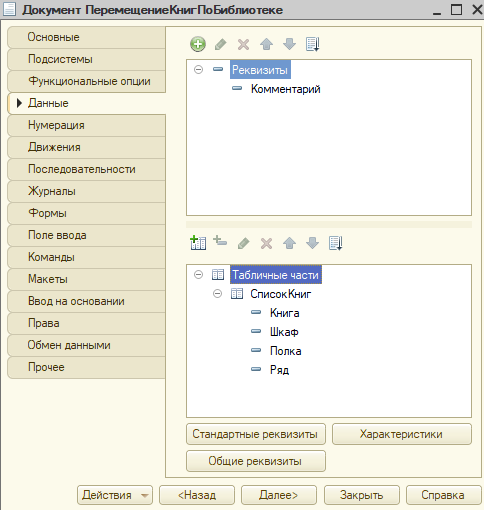 Документ ПеремещениеКнигПоБиблиотеке
Основные
Подсистемы
Функциональные опции
Данные
Нумерация
Движения
Последовательности
Журналы
Формы
Поле ввода
Команды
Макеты
Ввод на основании
Права
Обмен данными
Прочее
Реквизиты
Комментарий
Табличные части
СписокКниг
Книга
Шкаф
Полка
Ряд
Стандартные реквизиты
Характеристики
Общие реквизиты
Действия
<Назад
Далее>
Закрыть
Справка